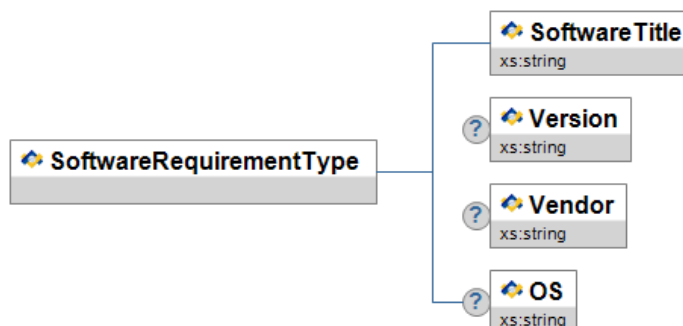 SoftwareTitle
xs:string
? Version
xs:string
SoftwareRequirementType
? Vendor
xs:string
? OS
xs:string